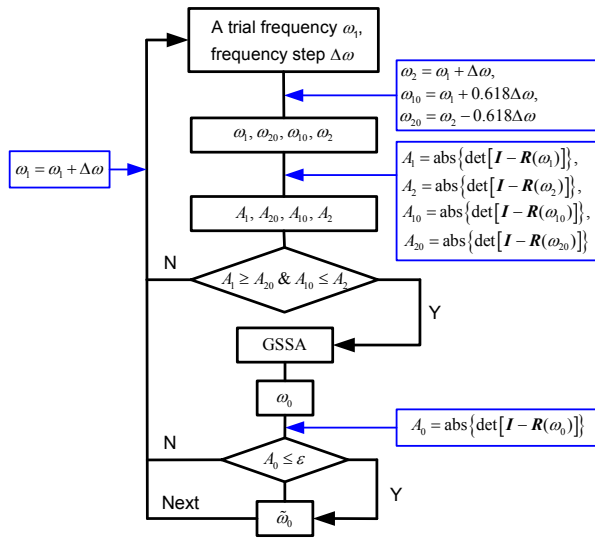 A trial frequency ω₁,
frequency step Δω
ω₂ = ω₁ + Δω,
ω₁₀ = ω₁ + 0.618Δω,
ω₂₀ = ω₂ − 0.618Δω
ω₁, ω₂₀, ω₁₀, ω₂
ω₁ = ω₁ + Δω
A₁ = abs{det[I − R(ω₁)]},
A₂ = abs{det[I − R(ω₂)]},
A₁₀ = abs{det[I − R(ω₁₀)]},
A₂₀ = abs{det[I − R(ω₂₀)]}
A₁, A₂₀, A₁₀, A₂
N
A₁ ≥ A₂₀ & A₁₀ ≤ A₂
Y
GSSA
ω₀
A₀ = abs{det[I − R(ω₀)]}
N
A₀ ≤ ε
Y
Next
ω̃₀